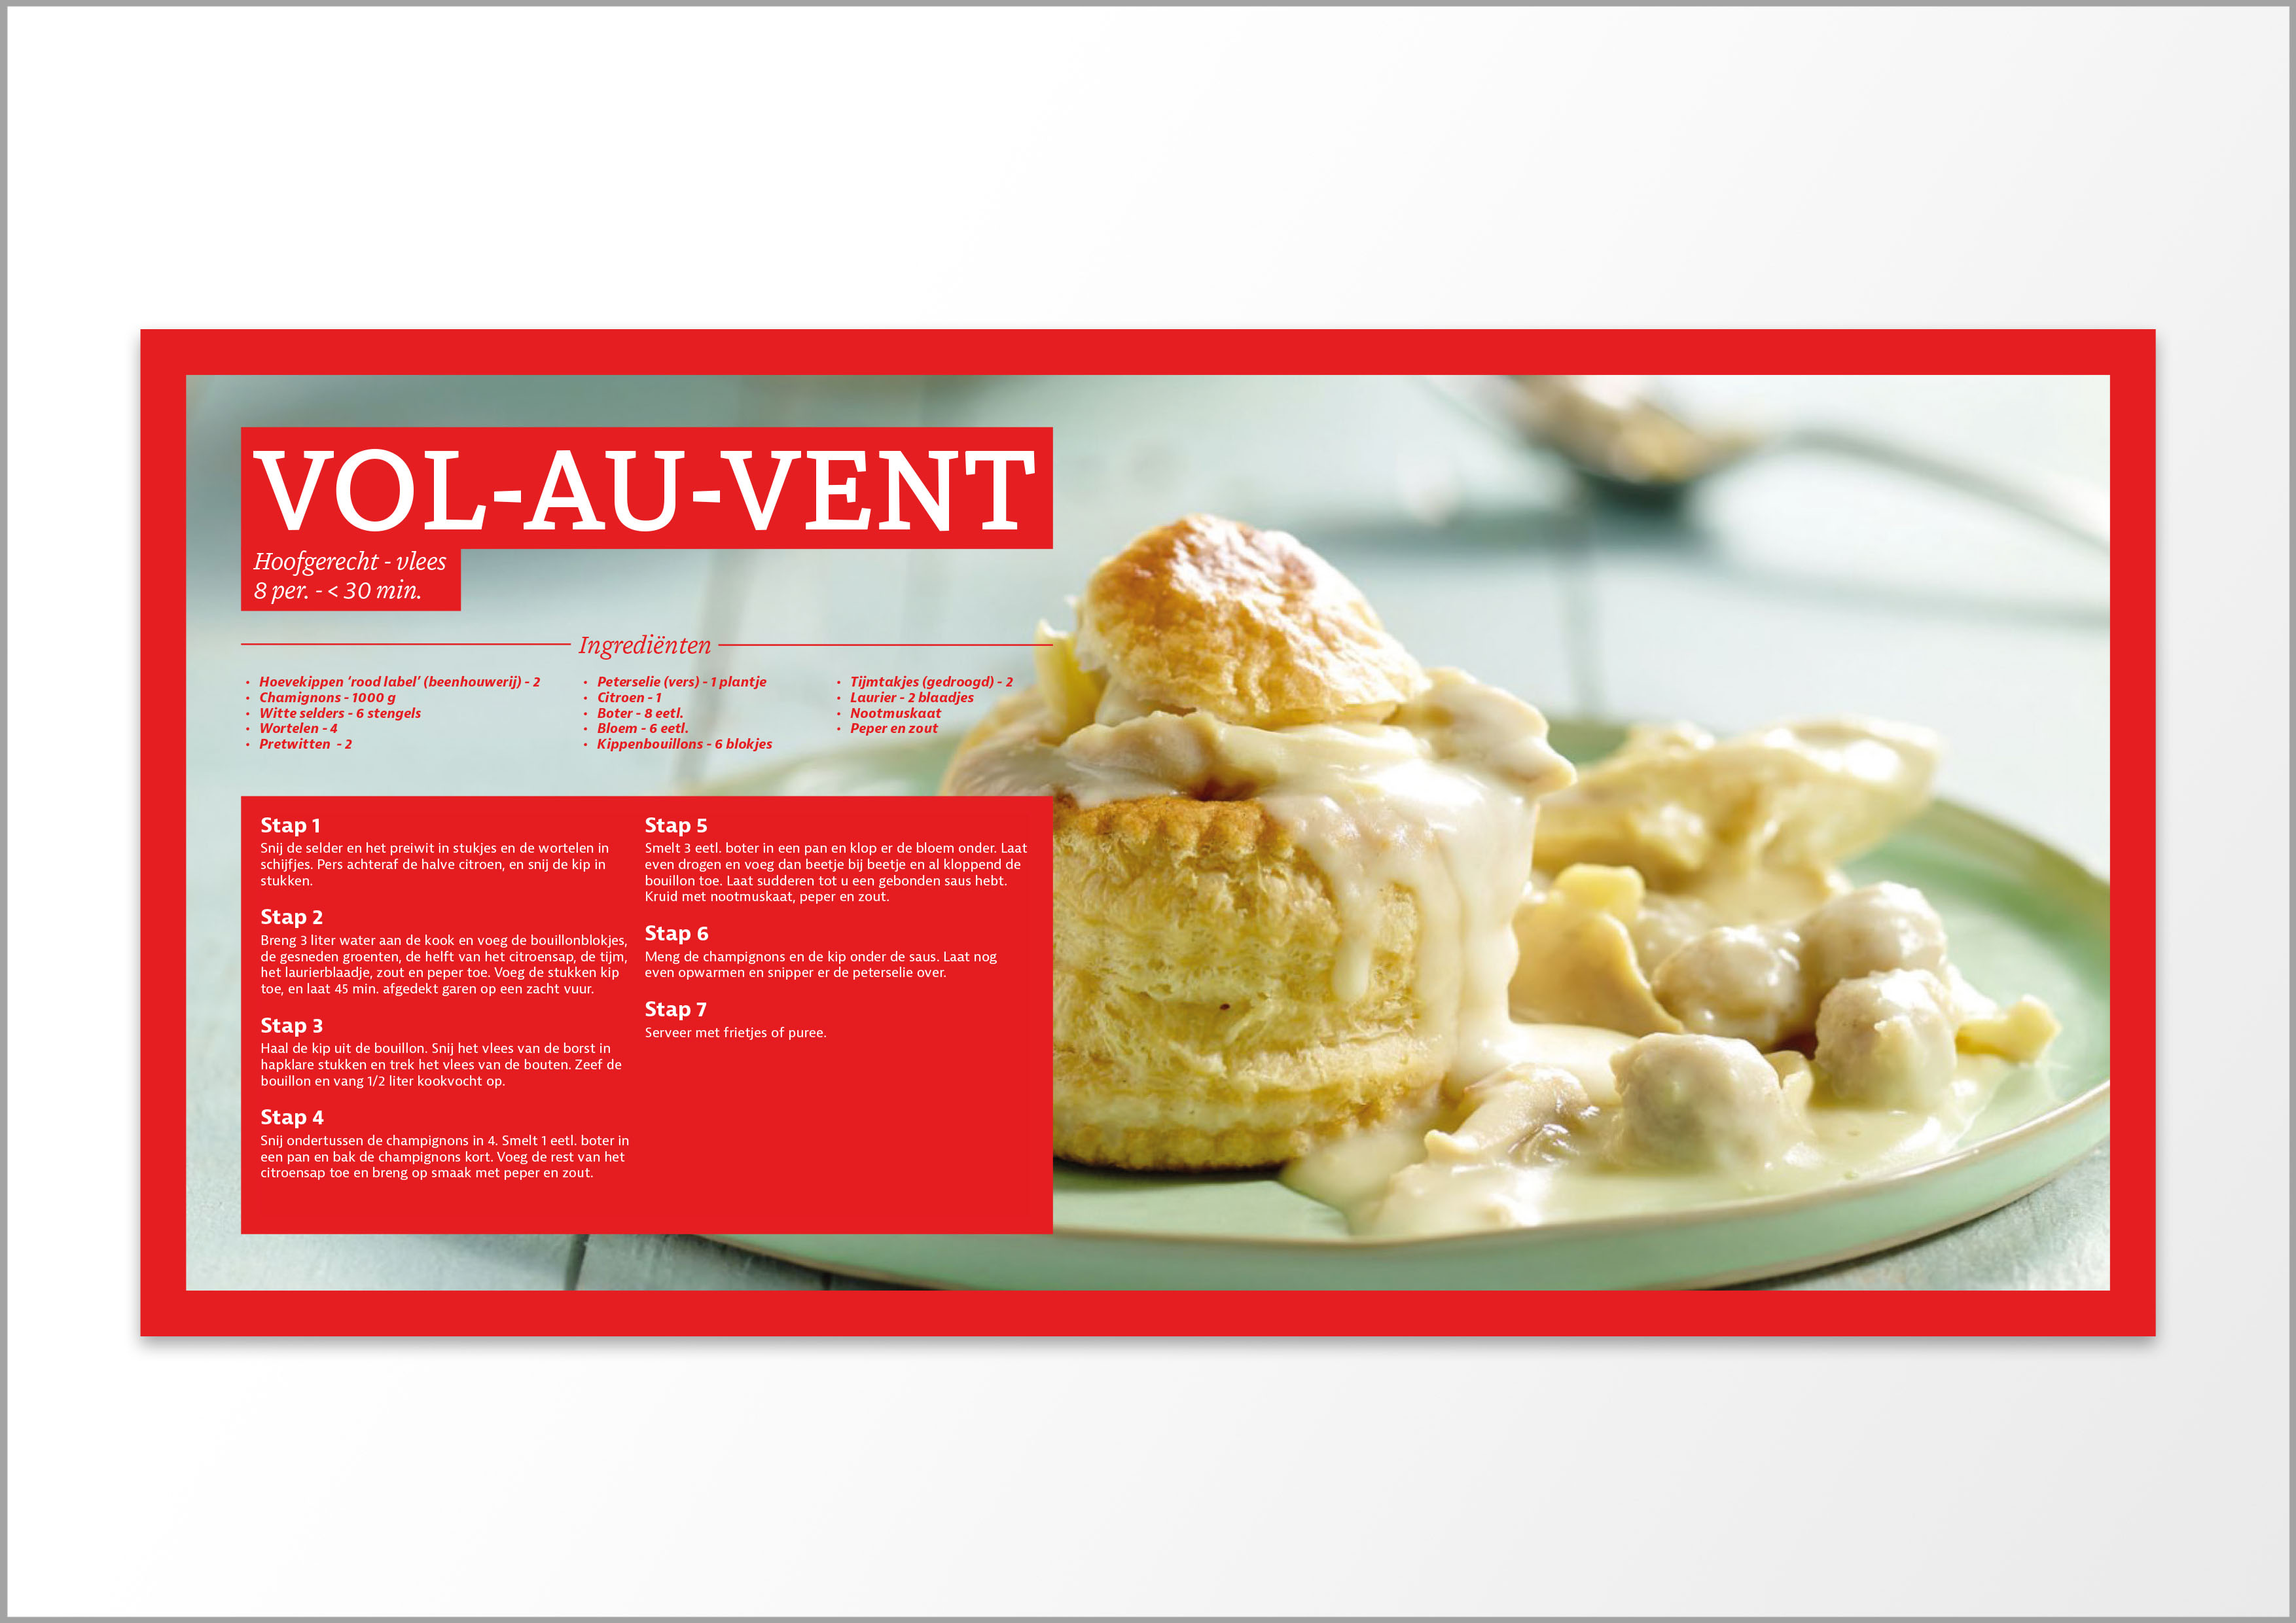 VOL-AU-VENT
Hoofgerecht - vlees
8 per. - < 30 min.
Ingrediënten
• Hoevekippen 'rood label' (beenhouwerij) - 2
• Chamignons - 1000 g
• Witte selders - 6 stengels
• Wortelen - 4
• Pretwitten - 2
• Peterselie (vers) - 1 plantje
• Citroen - 1
• Boter - 8 eetl.
• Bloem - 6 eetl.
• Kippenbouillons - 6 blokjes
• Tijmtakjes (gedroogd) - 2
• Laurier - 2 blaadjes
• Nootmuskaat
• Peper en zout
Stap 1
Snij de selder en het preiwit in stukjes en de wortelen in
schijfjes. Pers achteraf de halve citroen, en snij de kip in
stukken.
Stap 2
Breng 3 liter water aan de kook en voeg de bouillonblokjes,
de gesneden groenten, de helft van het citroensap, de tijm,
het laurierblaadje, zout en peper toe. Voeg de stukken kip
toe, en laat 45 min. afgedekt garen op een zacht vuur.
Stap 3
Haal de kip uit de bouillon. Snij het vlees van de borst in
hapklare stukken en trek het vlees van de bouten. Zeef de
bouillon en vang 1/2 liter kookvocht op.
Stap 4
Snij ondertussen de champignons in 4. Smelt 1 eetl. boter in
een pan en bak de champignons kort. Voeg de rest van het
citroensap toe en breng op smaak met peper en zout.
Stap 5
Smelt 3 eetl. boter in een pan en klop er de bloem onder. Laat
even drogen en voeg dan beetje bij beetje en al kloppend de
bouillon toe. Laat sudderen tot u een gebonden saus hebt.
Kruid met nootmuskaat, peper en zout.
Stap 6
Meng de champignons en de kip onder de saus. Laat nog
even opwarmen en snipper er de peterselie over.
Stap 7
Serveer met frietjes of puree.